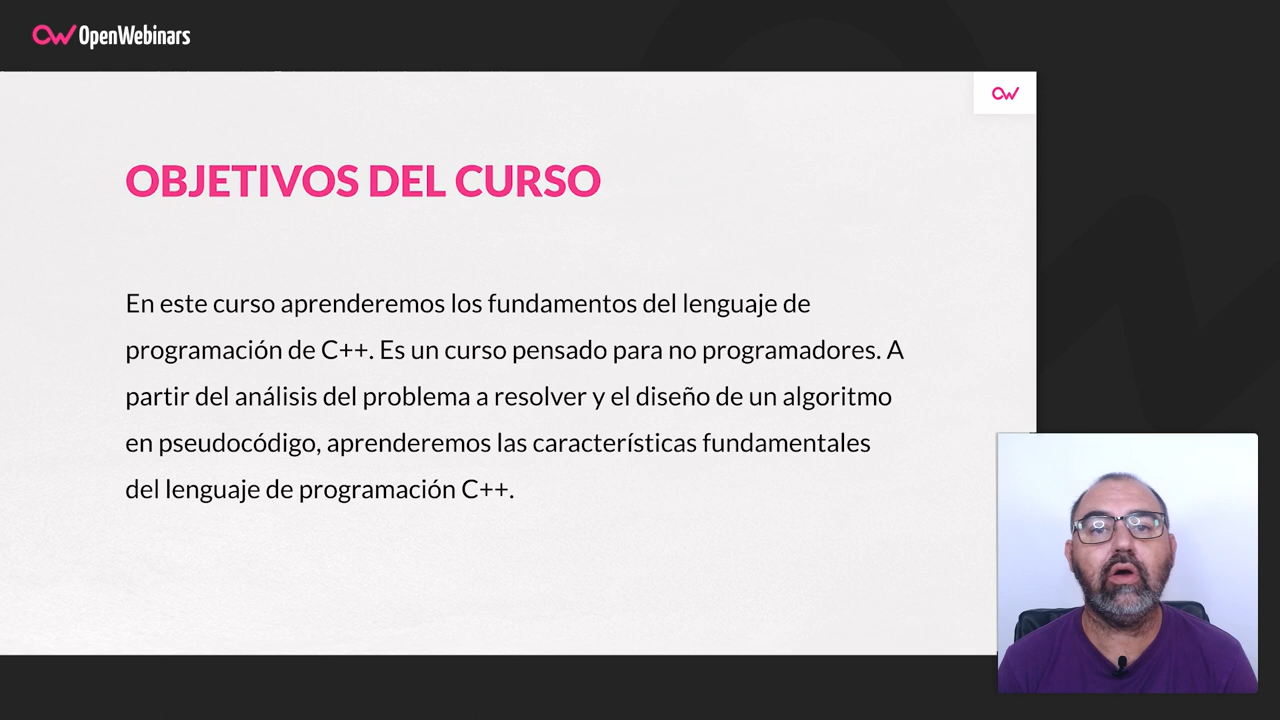 OpenWebinars
OBJETIVOS DEL CURSO
En este curso aprenderemos los fundamentos del lenguaje de
programación de C++. Es un curso pensado para no programadores. A
partir del análisis del problema a resolver y el diseño de un algoritmo
en pseudocódigo, aprenderemos las características fundamentales
del lenguaje de programación C++.